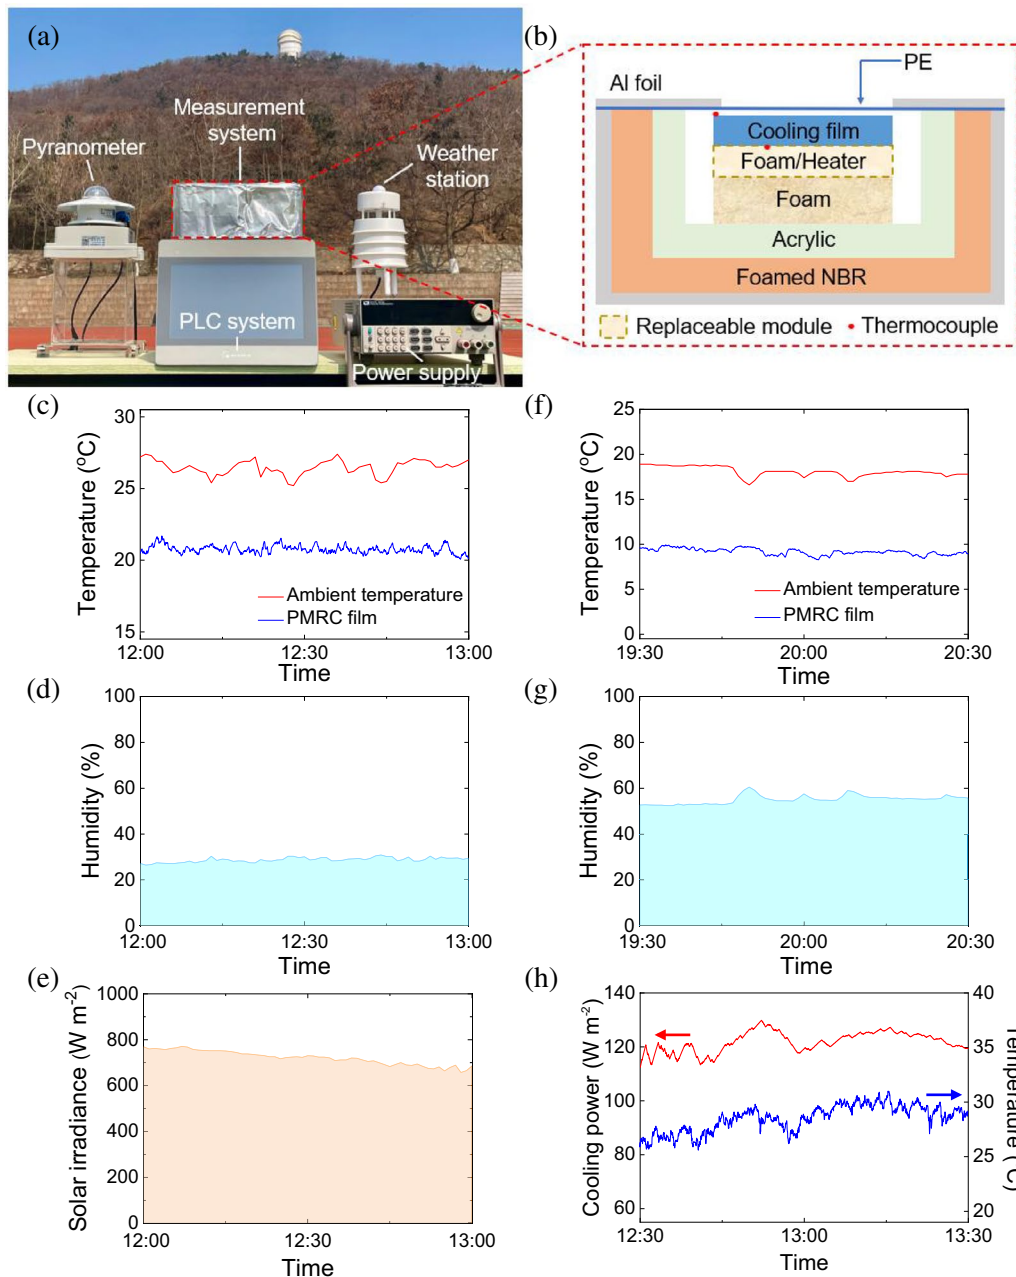 (a)
Pyranometer
Measurement
system
Weather
station
PLC system
Power supply
(b)
PE
Al foil
Cooling film
Foam/Heater
Foam
Acrylic
Foamed NBR
Replaceable module
Thermocouple
(c)
Temperature (°C)
30
25
20
15
Ambient temperature
PMRC film
12:00
12:30
13:00
Time
(f)
Temperature (°C)
25
20
15
10
5
0
Ambient temperature
PMRC film
19:30
20:00
20:30
Time
(d)
Humidity (%)
100
80
60
40
20
0
12:00
12:30
13:00
Time
(g)
Humidity (%)
100
80
60
40
20
0
19:30
20:00
20:30
Time
(e)
Solar irradiance (W m⁻²)
1000
800
600
400
200
0
12:00
12:30
13:00
Time
(h)
Cooling power (W m⁻²)
140
120
100
80
60
40
35
30
25
20
Temperature (°C)
12:30
13:00
13:30
Time